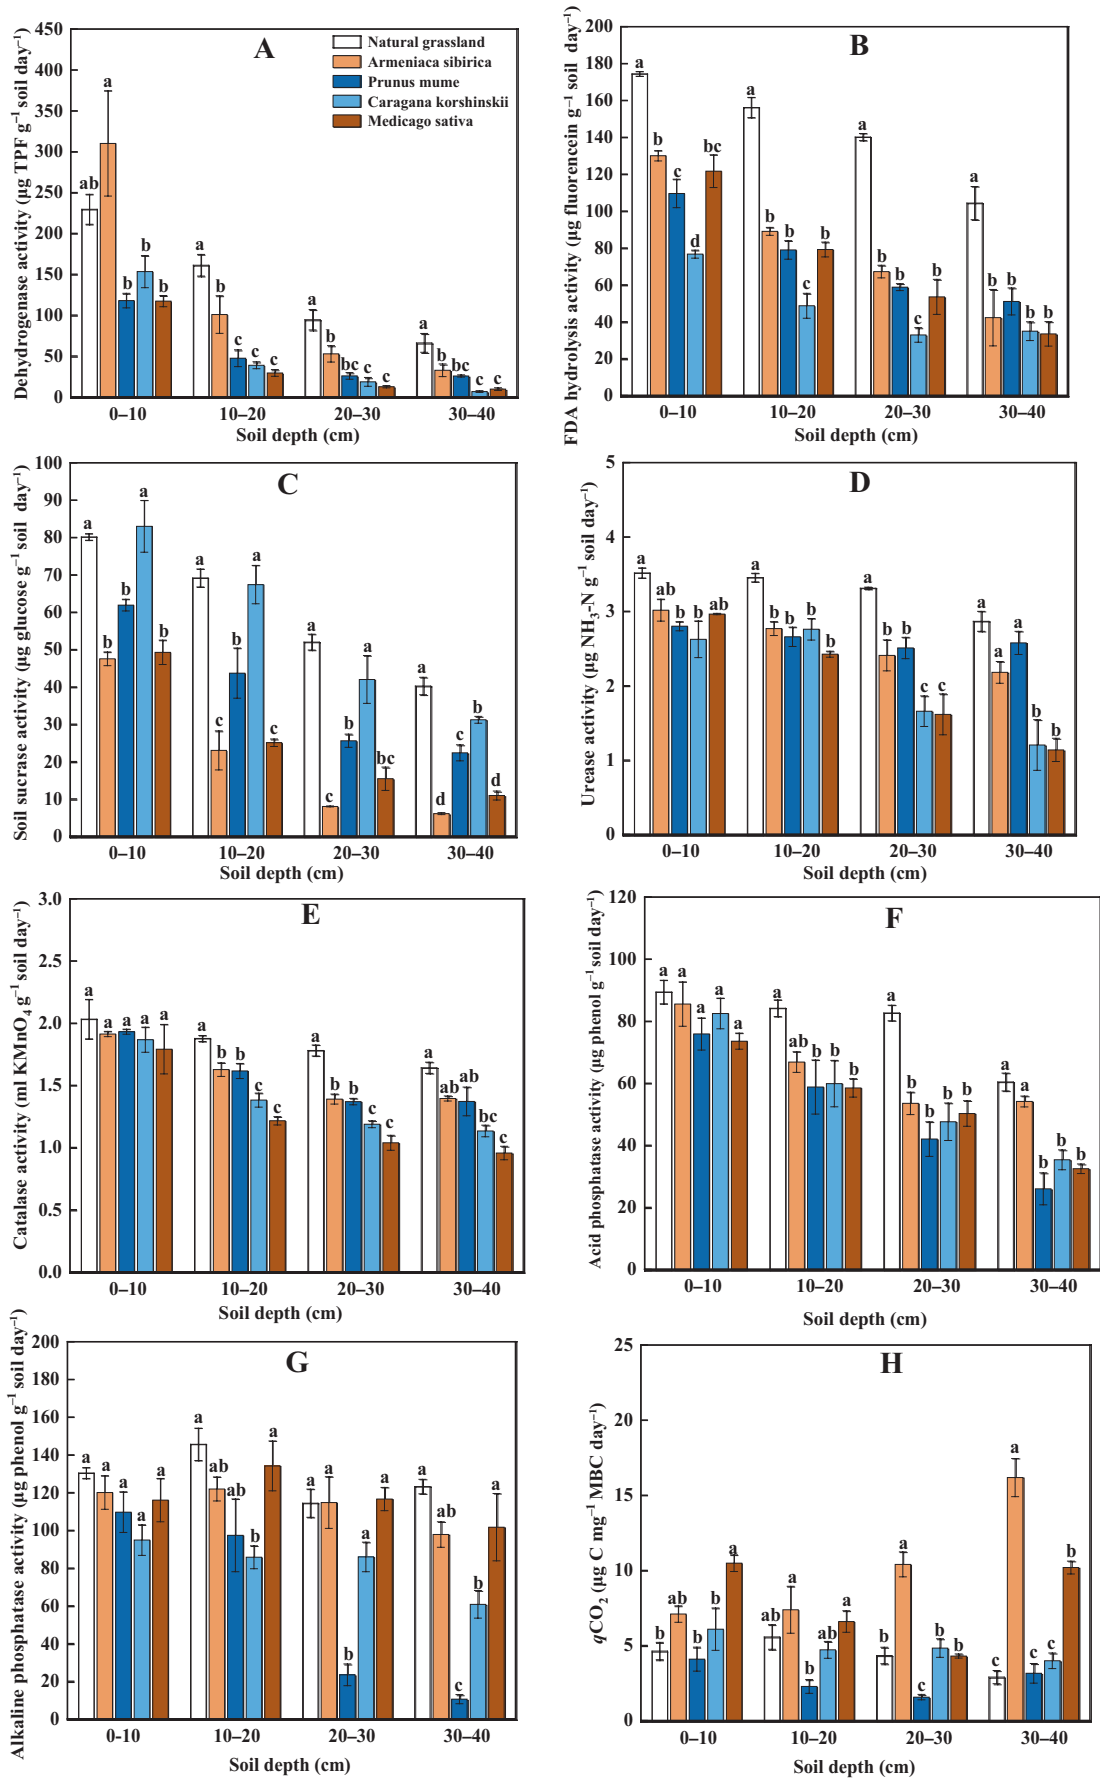 A
Dehydrogenase activity (µg TPF g⁻¹ soil day⁻¹)
450
400
350
300
250
200
150
100
50
0
Natural grassland
Armeniaca sibirica
Prunus mume
Caragana korshinskii
Medicago sativa
ab a b b b
a b c c c
a b bc c c
a b bc c c
0–10 10–20 20–30 30–40
Soil depth (cm)
B
FDA hydrolysis activity (µg fluorencein g⁻¹ soil day⁻¹)
200
180
160
140
120
100
80
60
40
20
0
a b c d bc
a b b c b
a b b c b
a b b b b
0–10 10–20 20–30 30–40
Soil depth (cm)
C
Soil sucrase activity (µg glucose g⁻¹ soil day⁻¹)
100
90
80
70
60
50
40
30
20
10
0
a b b a b
a c b a c
a c b a bc
a d c b d
0–10 10–20 20–30 30–40
Soil depth (cm)
D
Urease activity (µg NH₃-N g⁻¹ soil day⁻¹)
5
4
3
2
1
0
a ab b b ab
a b b b b
a b b c c
a a a b b
0–10 10–20 20–30 30–40
Soil depth (cm)
E
Catalase activity (ml KMnO₄ g⁻¹ soil day⁻¹)
3.0
2.5
2.0
1.5
1.0
0.5
0.0
a a a a a
a b b c c
a b b c c
a ab ab bc c
0–10 10–20 20–30 30–40
Soil depth (cm)
F
Acid phosphatase activity (µg phenol g⁻¹ soil day⁻¹)
120
100
80
60
40
20
0
a a a a a
a ab b b b
a b b b b
a a b b b
0–10 10–20 20–30 30–40
Soil depth (cm)
G
Alkaline phosphatase activity (µg phenol g⁻¹ soil day⁻¹)
200
180
160
140
120
100
80
60
40
20
0
a a a a a
a ab ab b a
a a c b a
a ab c b a
0-10 10–20 20–30 30–40
Soil depth (cm)
H
qCO₂ (µg C mg⁻¹ MBC day⁻¹)
25
20
15
10
5
0
b ab b b a
ab a b ab a
b a c b b
c a c c b
0–10 10–20 20–30 30–40
Soil depth (cm)